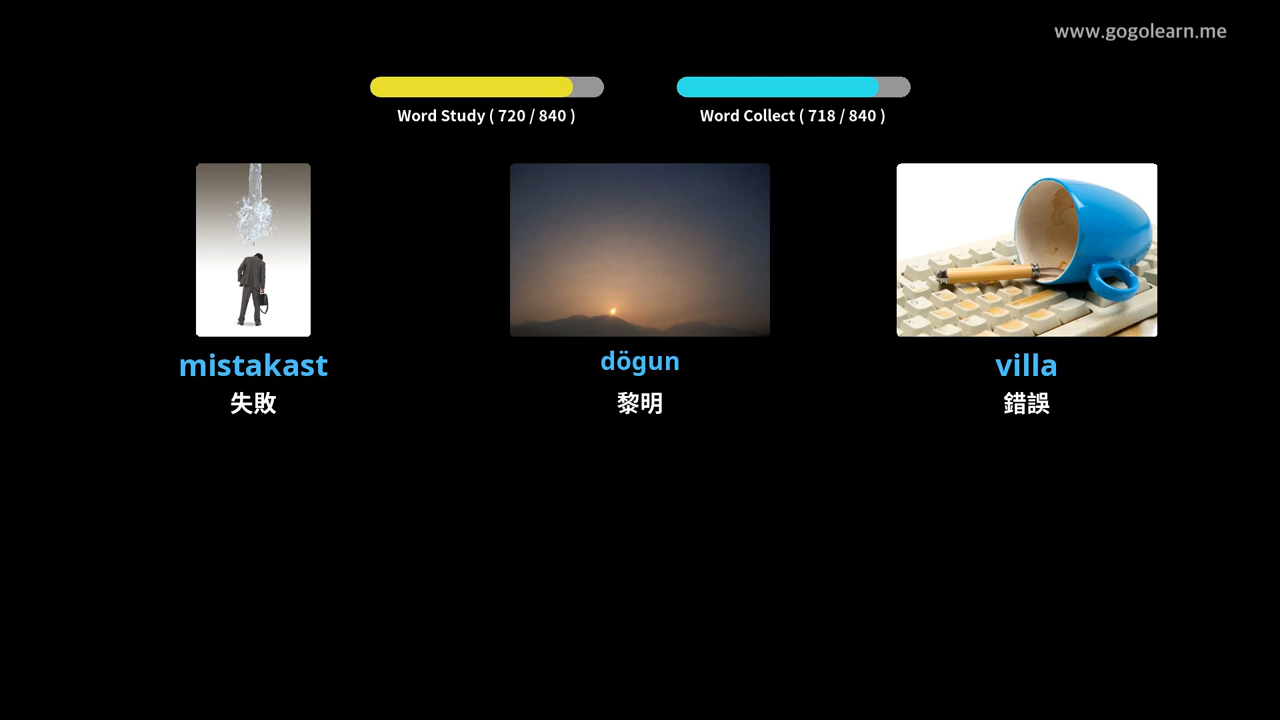 www.gogolearn.me
Word Study ( 720 / 840 )
Word Collect ( 718 / 840 )
mistakast
失敗
dögun
黎明
villa
錯誤